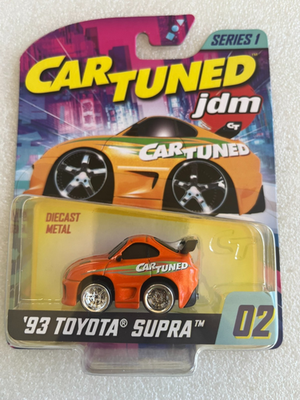 SERIES 1
CAR TUNED
jdm
CT
CAR TUNED
DIECAST
METAL
CAR TUNED
'93 TOYOTA® SUPRA™
02